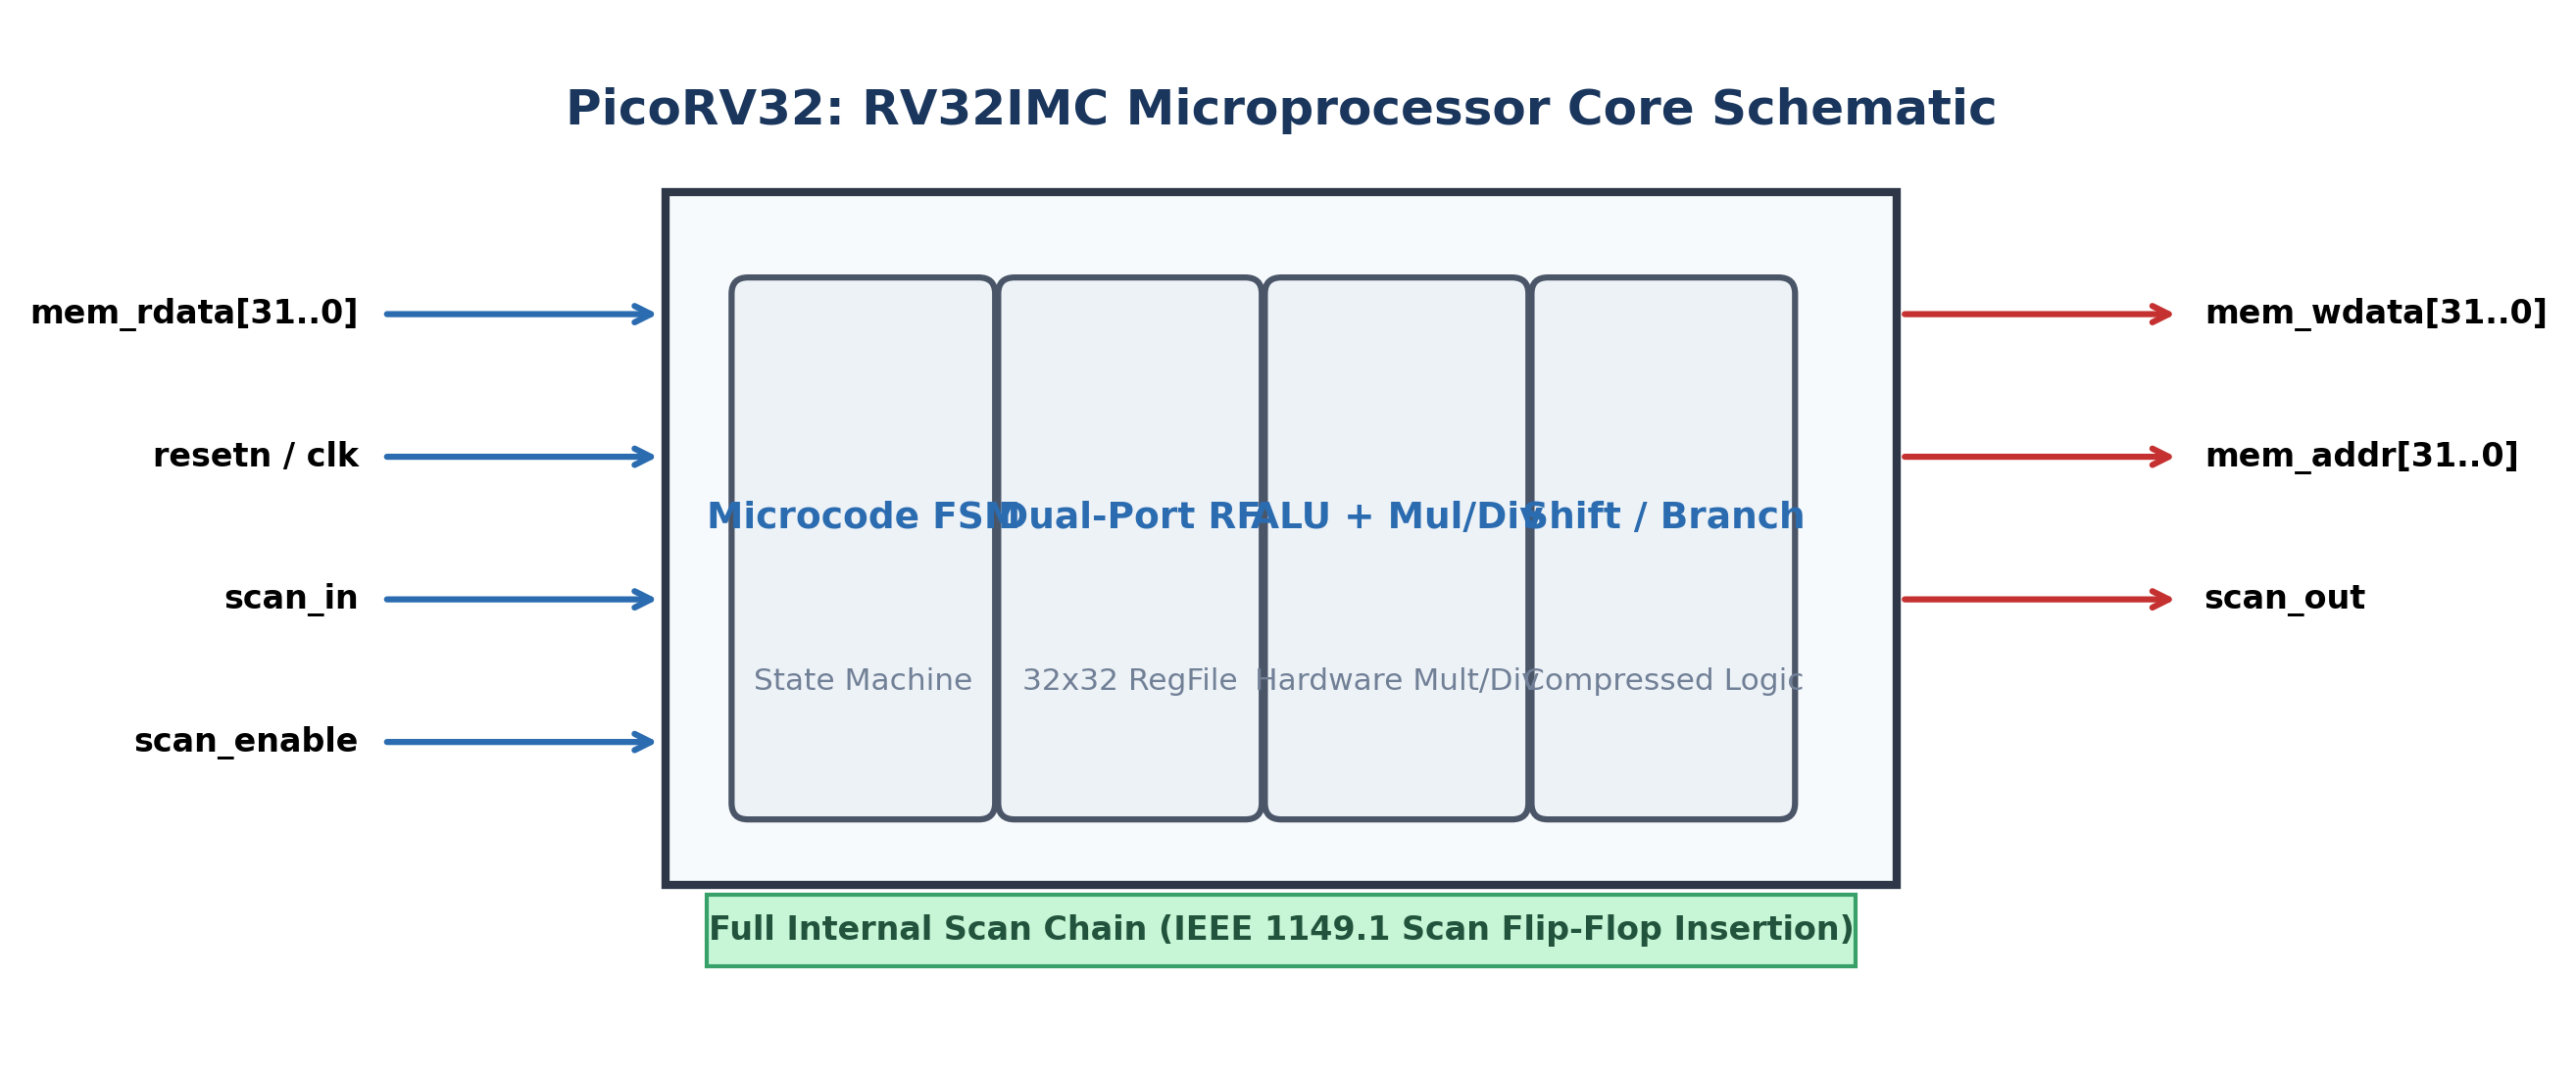 PicoRV32: RV32IMC Microprocessor Core Schematic
mem_rdata[31..0]
resetn / clk
scan_in
scan_enable
Microcode FSM
State Machine
Dual-Port RF
32x32 RegFile
ALU + Mul/Div
Hardware Mult/Div
Shift / Branch
Compressed Logic
mem_wdata[31..0]
mem_addr[31..0]
scan_out
Full Internal Scan Chain (IEEE 1149.1 Scan Flip-Flop Insertion)